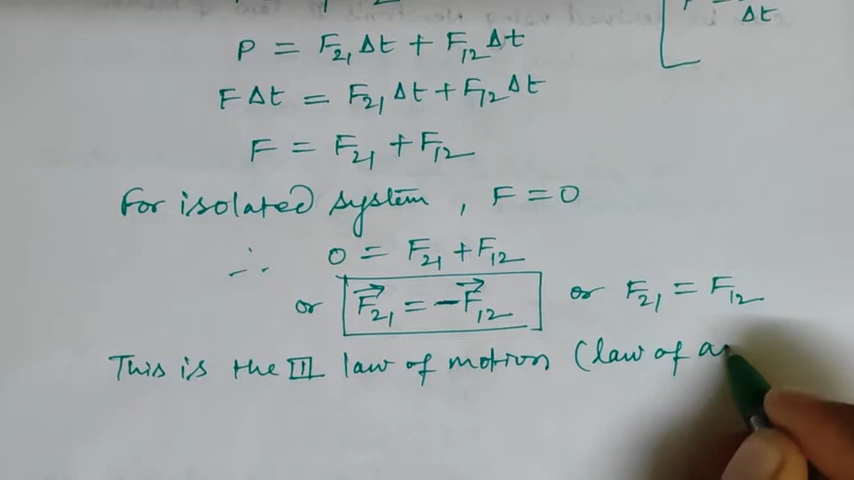 Δt
P = F₂₁ Δt + F₁₂ Δt
F Δt = F₂₁ Δt + F₁₂ Δt
F = F₂₁ + F₁₂
For isolated system , F = 0
∴ 0 = F₂₁ + F₁₂
or F⃗₂₁ = -F⃗₁₂ or F₂₁ = F₁₂
This is the III law of motion (law of a